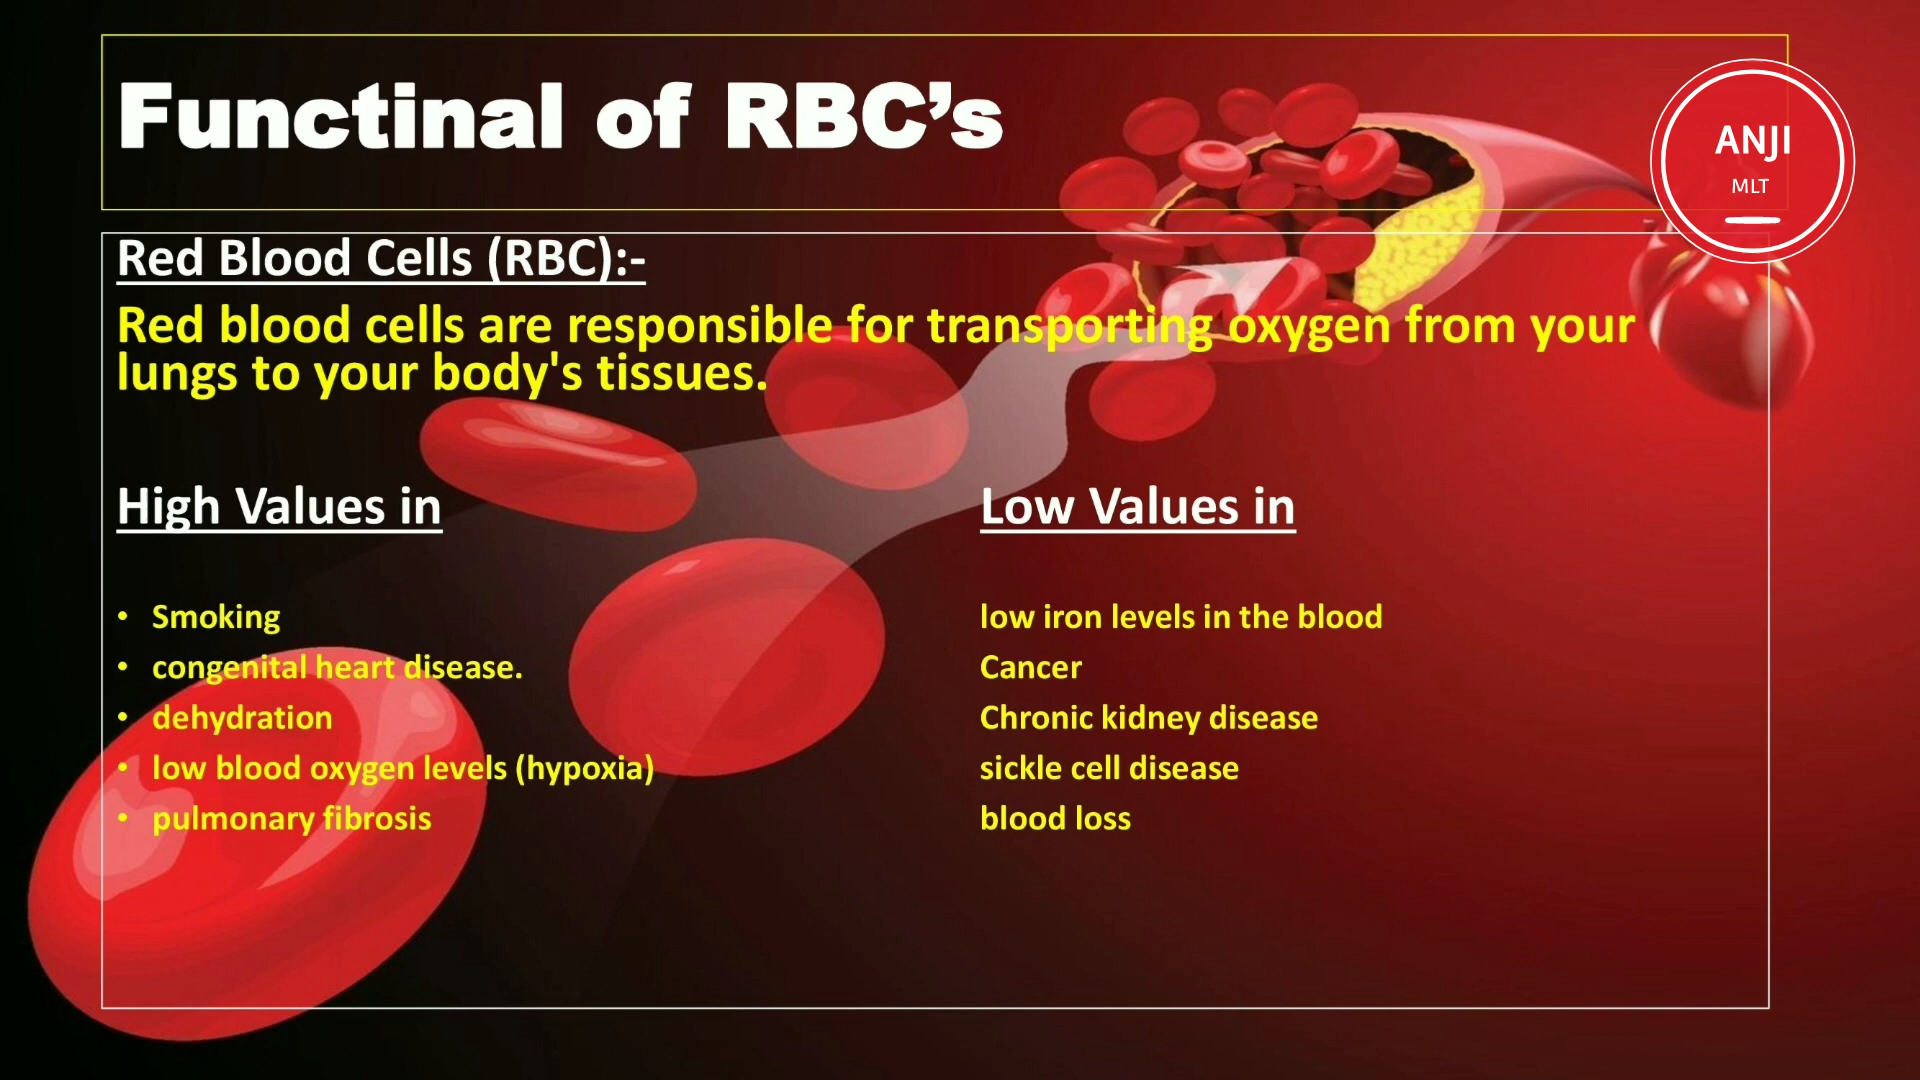 Functinal of RBC’s
ANJI
MLT
Red Blood Cells (RBC):-
Red blood cells are responsible for transporting oxygen from your
lungs to your body's tissues.
High Values in
• Smoking
• congenital heart disease.
• dehydration
• low blood oxygen levels (hypoxia)
• pulmonary fibrosis
Low Values in
low iron levels in the blood
Cancer
Chronic kidney disease
sickle cell disease
blood loss